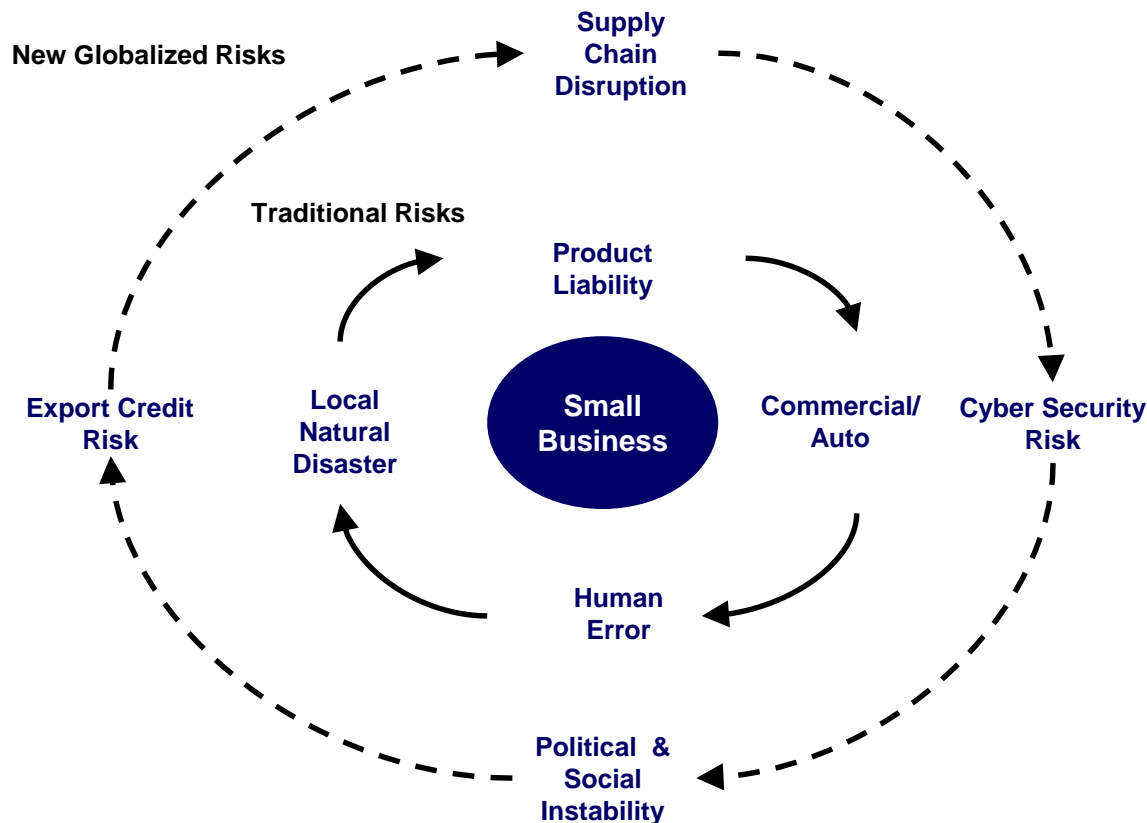 New Globalized Risks
Supply
Chain
Disruption
Traditional Risks
Product
Liability
Export Credit
Risk
Local
Natural
Disaster
Small
Business
Commercial/
Auto
Cyber Security
Risk
Human
Error
Political &
Social
Instability